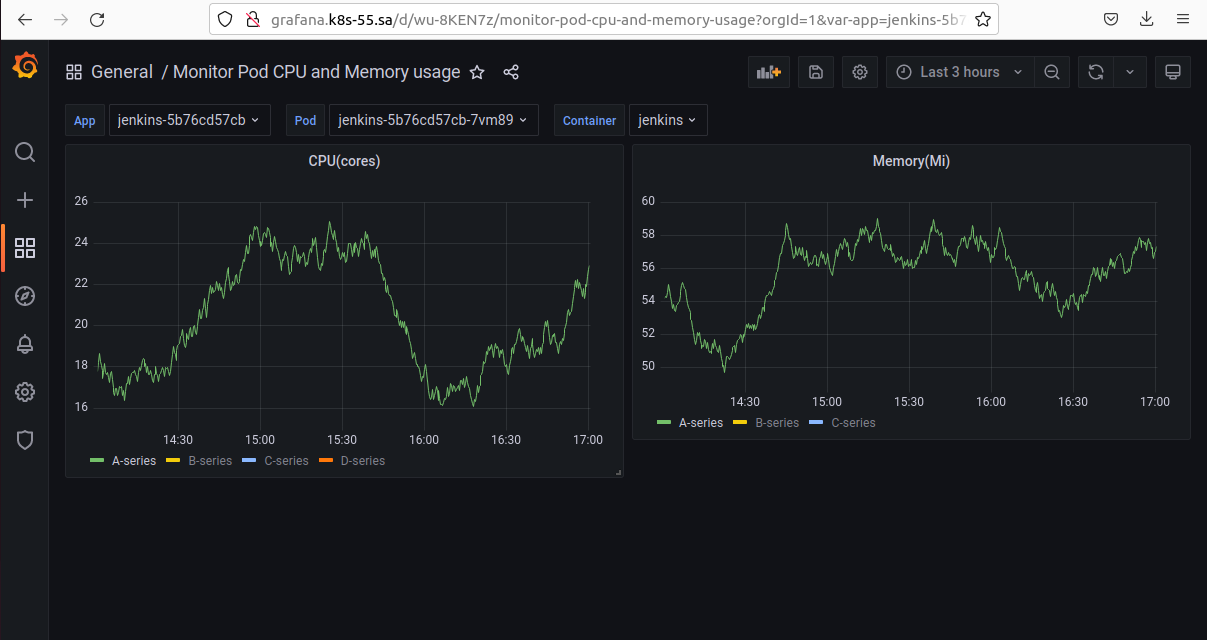 grafana.k8s-55.sa/d/wu-8KEN7z/monitor-pod-cpu-and-memory-usage?orgId=1&var-app=jenkins-5b7
General / Monitor Pod CPU and Memory usage
Last 3 hours
App jenkins-5b76cd57cb Pod jenkins-5b76cd57cb-7vm89 Container jenkins
CPU(cores)
26
24
22
20
18
16
14:30 15:00 15:30 16:00 16:30 17:00
A-series B-series C-series D-series
Memory(Mi)
60
58
56
54
52
50
14:30 15:00 15:30 16:00 16:30 17:00
A-series B-series C-series